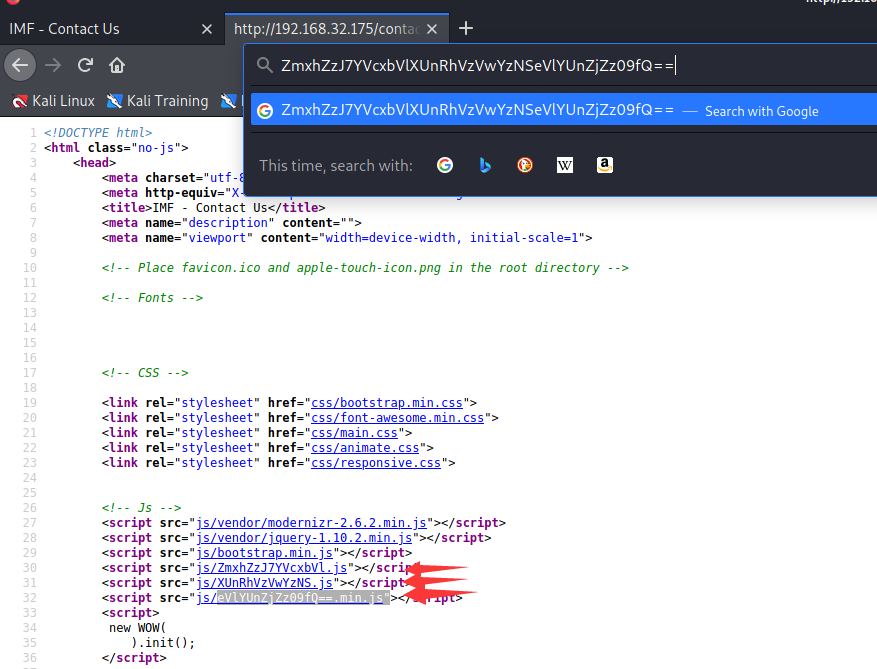 http://192.168
IMF - Contact Us
http://192.168.32.175/contac
ZmxhZzJ7YVcxbVlXUnRhVzVwYzNSeVlYUnZjZz09fQ==
Kali Linux
Kali Training
ZmxhZzJ7YVcxbVlXUnRhVzVwYzNSeVlYUnZjZz09fQ== — Search with Google
This time, search with:
1 <!DOCTYPE html>
2 <html class="no-js">
3 <head>
4 <meta charset="utf-8
5 <meta http-equiv="X-
6 <title>IMF - Contact Us</title>
7 <meta name="description" content="">
8 <meta name="viewport" content="width=device-width, initial-scale=1">
9
10 <!-- Place favicon.ico and apple-touch-icon.png in the root directory -->
11
12 <!-- Fonts -->
13
14
15
16
17 <!-- CSS -->
18
19 <link rel="stylesheet" href="css/bootstrap.min.css">
20 <link rel="stylesheet" href="css/font-awesome.min.css">
21 <link rel="stylesheet" href="css/main.css">
22 <link rel="stylesheet" href="css/animate.css">
23 <link rel="stylesheet" href="css/responsive.css">
24
25
26 <!-- Js -->
27 <script src="js/vendor/modernizr-2.6.2.min.js"></script>
28 <script src="js/vendor/jquery-1.10.2.min.js"></script>
29 <script src="js/bootstrap.min.js"></script>
30 <script src="js/ZmxhZzJ7YVcxbVl.js"></script>
31 <script src="js/XUnRhVzVwYzNS.js"></script>
32 <script src="js/eVlYUnZjZz09fQ==.min.js"></script>
33 <script>
34 new WOW(
35 ).init();
36 </script>